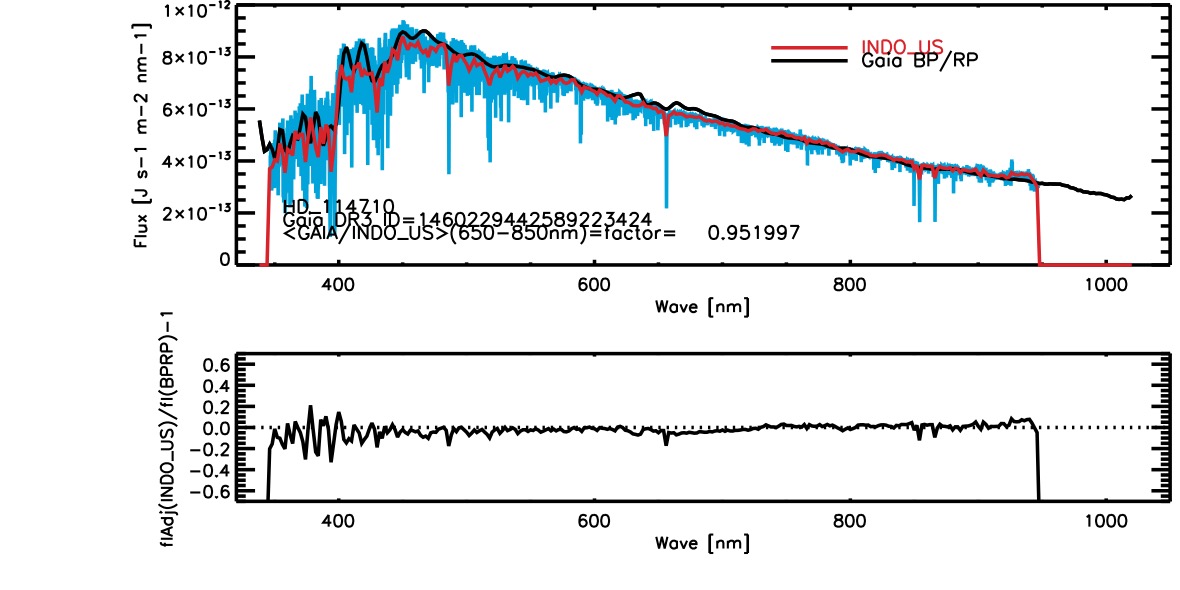 1×10−12
8×10−13
6×10−13
4×10−13
2×10−13
0
Flux [J s−1 m−2 nm−1]
INDO_US
Gaia BP/RP
HD_114710
Gaia DR3 ID=1460229442589223424
<GAIA/INDO_US>(650−850nm)=factor= 0.951997
400 600 800 1000
Wave [nm]
flAdj(INDO_US)/fl(BPRP)−1
0.6
0.4
0.2
0.0
−0.2
−0.4
−0.6
400 600 800 1000
Wave [nm]